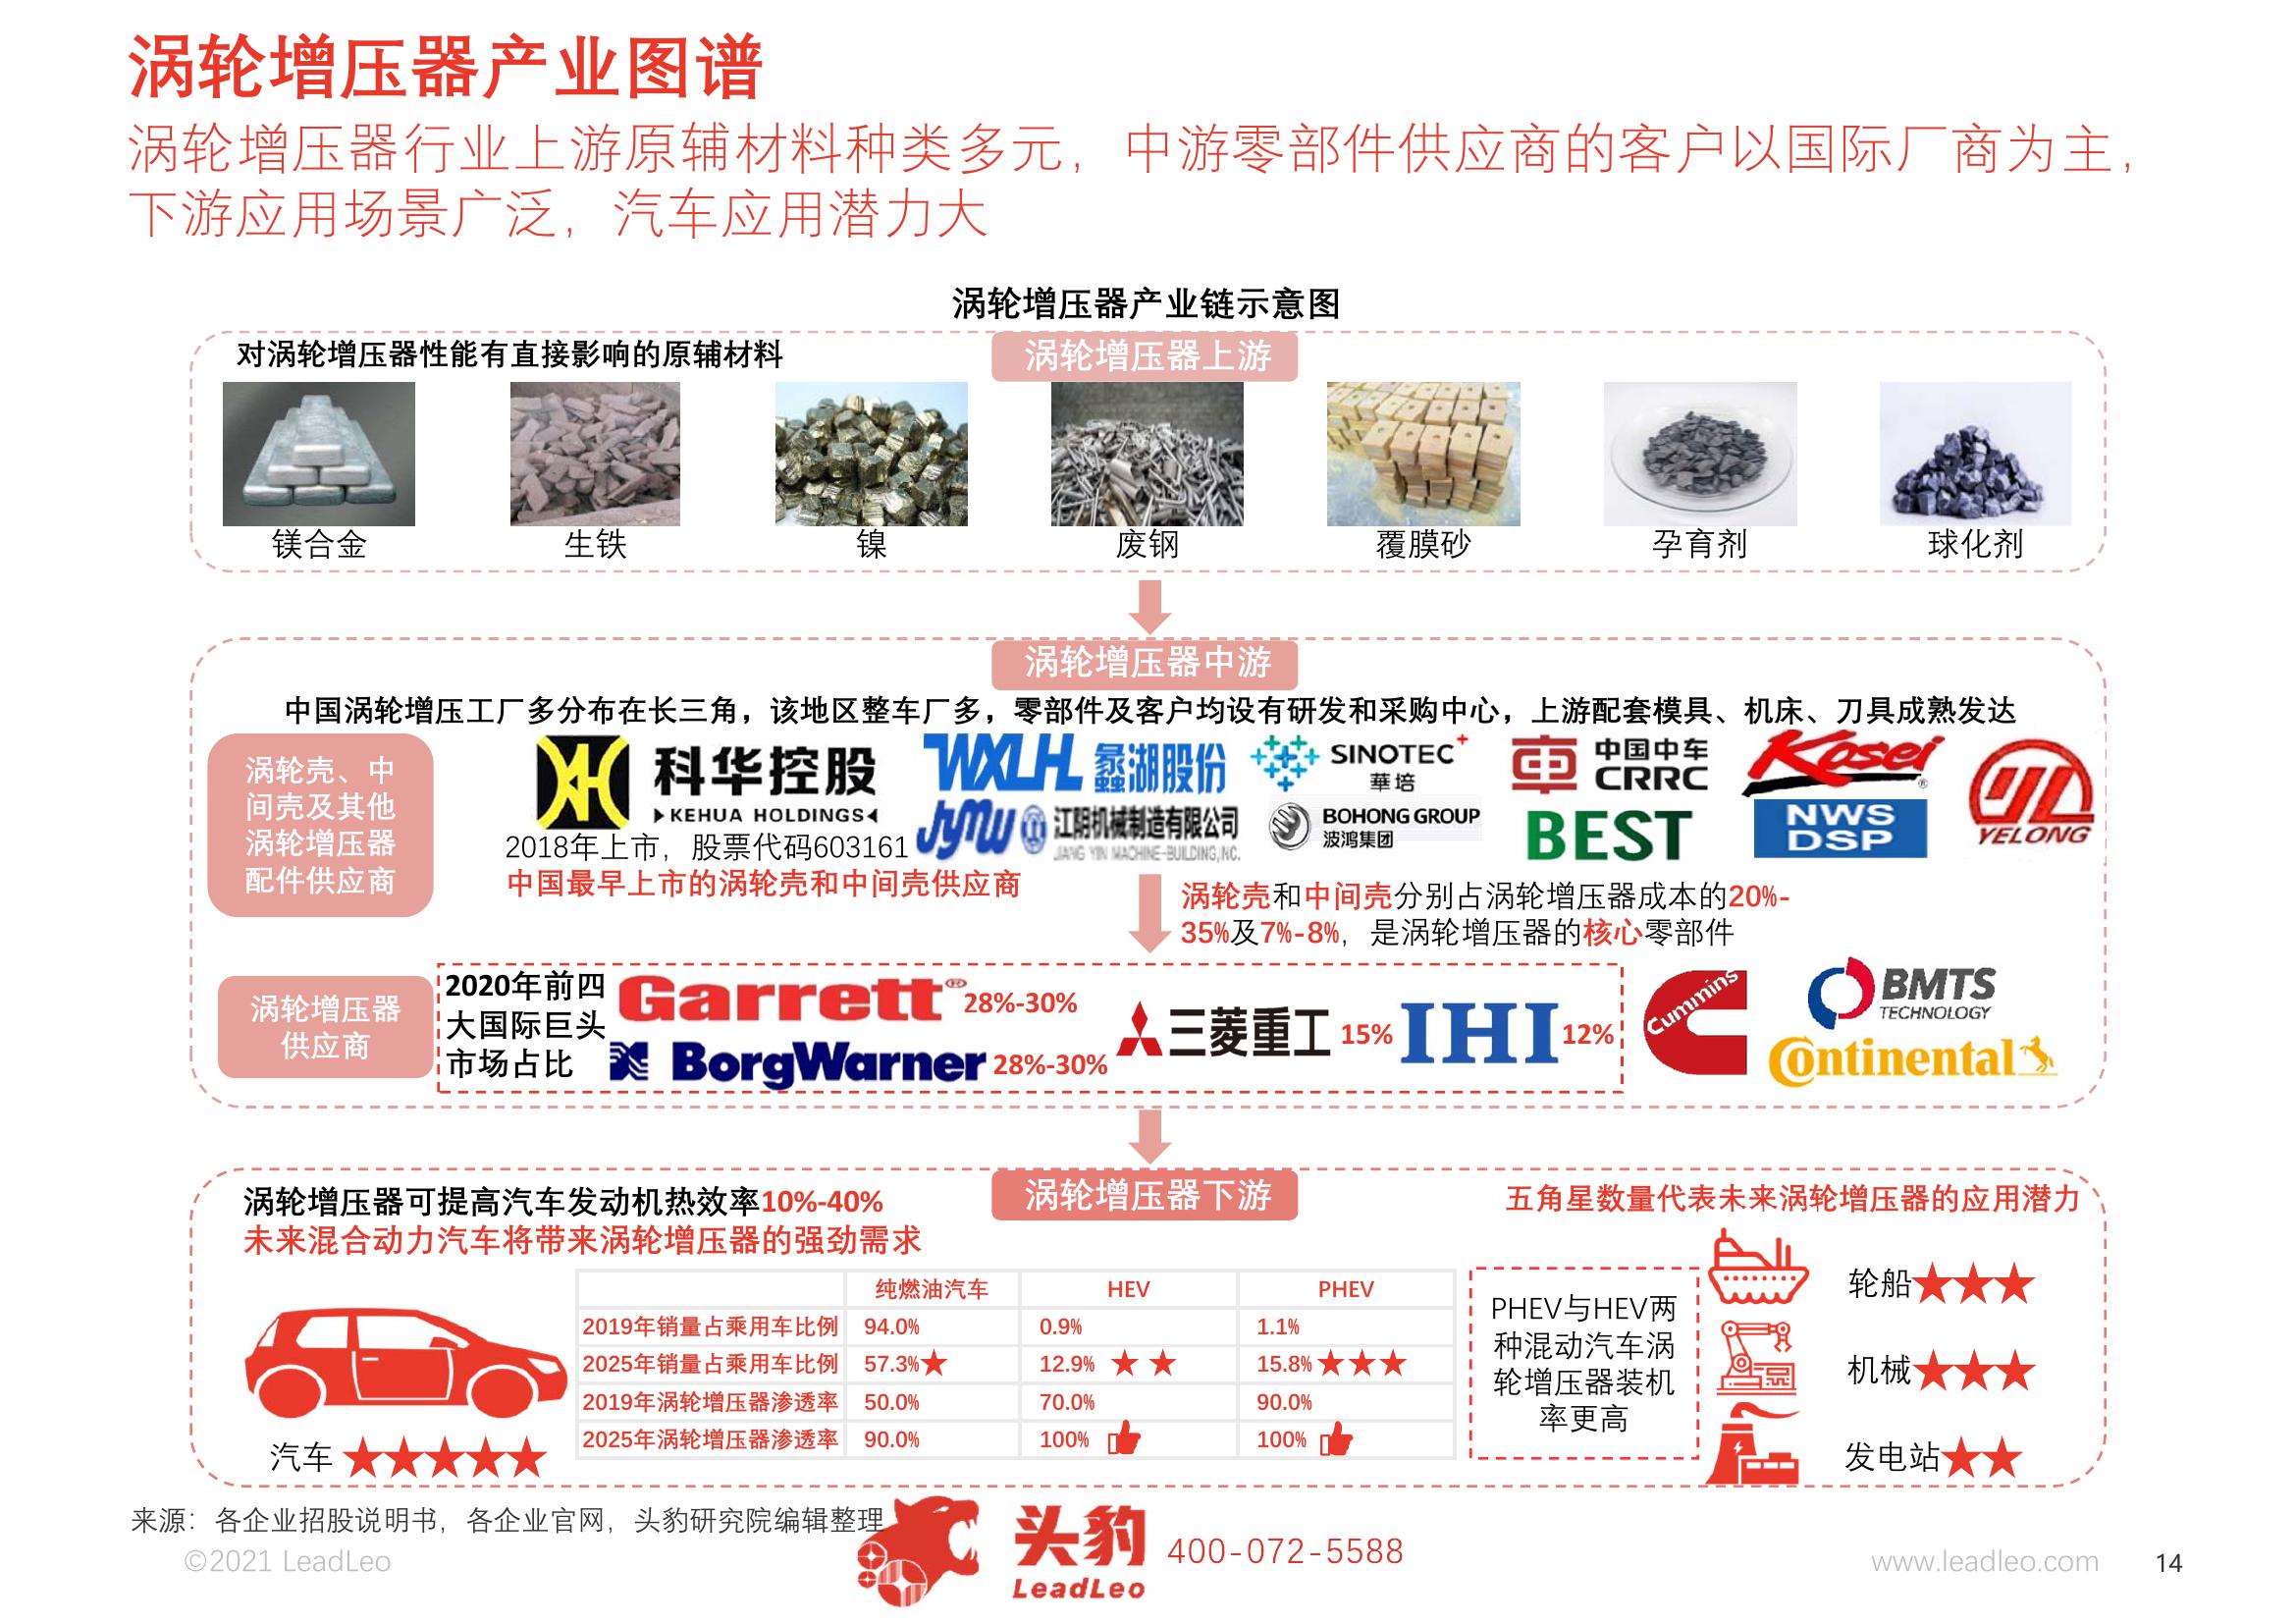 涡轮增压器产业图谱
涡轮增压器行业上游原辅材料种类多元，中游零部件供应商的客户以国际厂商为主，
下游应用场景广泛，汽车应用潜力大
涡轮增压器产业链示意图
对涡轮增压器性能有直接影响的原辅材料
涡轮增压器上游
镁合金
生铁
镍
废钢
覆膜砂
孕育剂
球化剂
涡轮增压器中游
中国涡轮增压工厂多分布在长三角，该地区整车厂多，零部件及客户均设有研发和采购中心，上游配套模具、机床、刀具成熟发达
涡轮壳、中
间壳及其他
涡轮增压器
配件供应商
科华控股
KEHUA HOLDINGS
2018年上市，股票代码603161
中国最早上市的涡轮壳和中间壳供应商
WXLH 蠡湖股份
JYMW 江阴机械制造有限公司
JIANG YIN MACHINE-BUILDING,INC.
SINOTEC+
華培
BOHONG GROUP
波鸿集团
中国中车
CRRC
BEST
Kosei®
NWS
DSP
YELONG
涡轮壳和中间壳分别占涡轮增压器成本的20%-
35%及7%-8%，是涡轮增压器的核心零部件
涡轮增压器
供应商
2020年前四
大国际巨头
市场占比
Garrett® 28%-30%
BorgWarner 28%-30%
三菱重工 15%
IHI 12%
Cummins
BMTS
TECHNOLOGY
Continental
涡轮增压器下游
涡轮增压器可提高汽车发动机热效率10%-40%
未来混合动力汽车将带来涡轮增压器的强劲需求
五角星数量代表未来涡轮增压器的应用潜力
汽车 ★★★★★
纯燃油汽车 HEV PHEV
2019年销量占乘用车比例 94.0% 0.9% 1.1%
2025年销量占乘用车比例 57.3%★ 12.9% ★ ★ 15.8%★★★
2019年涡轮增压器渗透率 50.0% 70.0% 90.0%
2025年涡轮增压器渗透率 90.0% 100% 100%
PHEV与HEV两
种混动汽车涡
轮增压器装机
率更高
轮船★★★
机械★★★
发电站★★
来源：各企业招股说明书，各企业官网，头豹研究院编辑整理
©2021 LeadLeo
头豹
LeadLeo
400-072-5588
www.leadleo.com
14